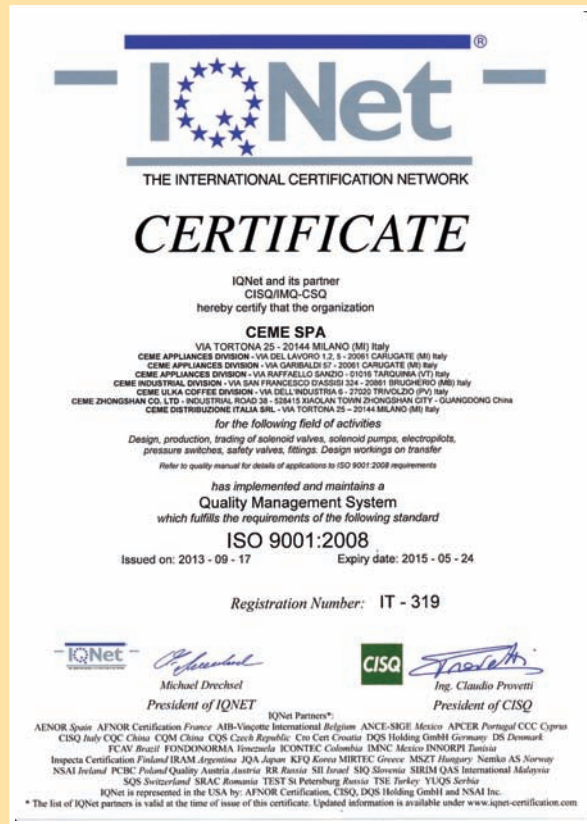 IQNet ®
THE INTERNATIONAL CERTIFICATION NETWORK
CERTIFICATE
IQNet and its partner
CISQ/IMQ-CSQ
hereby certify that the organization
CEME SPA
VIA TORTONA 25 - 20144 MILANO (MI) Italy
CEME APPLIANCES DIVISION - VIA DEL LAVORO 1,2, 5 - 20061 CARUGATE (MI) Italy
CEME APPLIANCES DIVISION - VIA GARIBALDI 57 - 20061 CARUGATE (MI) Italy
CEME APPLIANCES DIVISION - VIA RAFFAELLO SANZIO - 01016 TARQUINIA (VT) Italy
CEME INDUSTRIAL DIVISION - VIA SAN FRANCESCO D'ASSISI 324 - 20861 BRUGHERIO (MB) Italy
CEME ULKA COFFEE DIVISION - VIA DELL'INDUSTRIA 6 - 27020 TRIVOLZIO (PV) Italy
CEME ZHONGSHAN CO. LTD - INDUSTRIAL ROAD 38 - 528415 XIAOLAN TOWN ZHONGSHAN CITY - GUANGDONG China
CEME DISTRIBUZIONE ITALIA SRL - VIA TORTONA 25 – 20144 MILANO (MI) Italy
for the following field of activities
Design, production, trading of solenoid valves, solenoid pumps, electropilots,
pressure switches, safety valves, fittings. Design workings on transfer
Refer to quality manual for details of applications to ISO 9001:2008 requirements
has implemented and maintains a
Quality Management System
which fulfills the requirements of the following standard
ISO 9001:2008
Issued on: 2013 - 09 - 17 Expiry date: 2015 - 05 - 24
Registration Number: IT - 319
IQNet CISQ
Michael Drechsel Ing. Claudio Provetti
President of IQNET President of CISQ
IQNet Partners*:
AENOR Spain AFNOR Certification France AIB-Vinçotte International Belgium ANCE-SIGE Mexico APCER Portugal CCC Cyprus
CISQ Italy CQC China CQM China CQS Czech Republic Cro Cert Croatia DQS Holding GmbH Germany DS Denmark
FCAV Brazil FONDONORMA Venezuela ICONTEC Colombia IMNC Mexico INNORPI Tunisia
Inspecta Certification Finland IRAM Argentina JQA Japan KFQ Korea MIRTEC Greece MSZT Hungary Nemko AS Norway
NSAI Ireland PCBC Poland Quality Austria Austria RR Russia SII Israel SIQ Slovenia SIRIM QAS International Malaysia
SQS Switzerland SRAC Romania TEST St Petersburg Russia TSE Turkey YUQS Serbia
IQNet is represented in the USA by: AFNOR Certification, CISQ, DQS Holding GmbH and NSAI Inc.
* The list of IQNet partners is valid at the time of issue of this certificate. Updated information is available under www.iqnet-certification.com